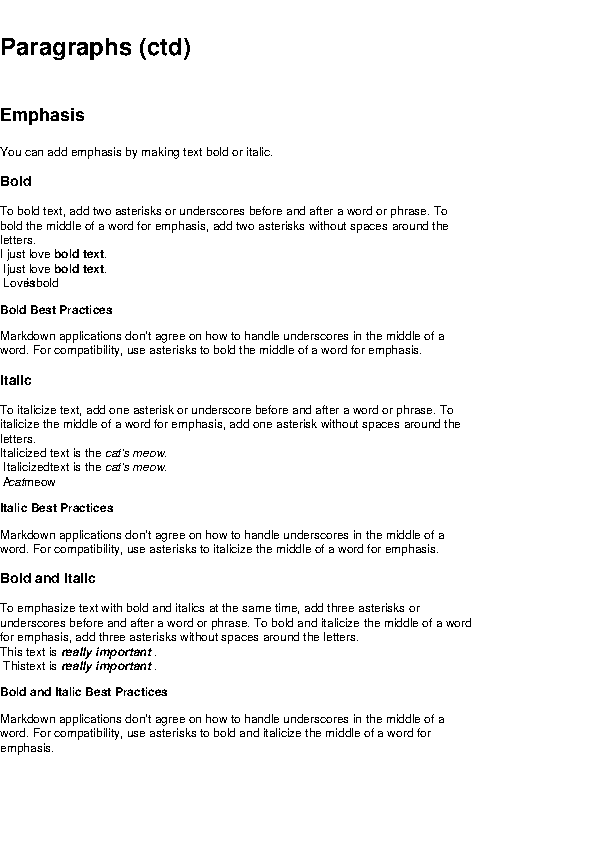 Paragraphs (ctd)
Emphasis
You can add emphasis by making text bold or italic.
Bold
To bold text, add two asterisks or underscores before and after a word or phrase. To
bold the middle of a word for emphasis, add two asterisks without spaces around the
letters.
I just love bold text.
Ijust love bold text.
Loveisbold
Bold Best Practices
Markdown applications don't agree on how to handle underscores in the middle of a
word. For compatibility, use asterisks to bold the middle of a word for emphasis.
Italic
To italicize text, add one asterisk or underscore before and after a word or phrase. To
italicize the middle of a word for emphasis, add one asterisk without spaces around the
letters.
Italicized text is the cat's meow.
Italicizedtext is the cat's meow.
Acatmeow
Italic Best Practices
Markdown applications don't agree on how to handle underscores in the middle of a
word. For compatibility, use asterisks to italicize the middle of a word for emphasis.
Bold and Italic
To emphasize text with bold and italics at the same time, add three asterisks or
underscores before and after a word or phrase. To bold and italicize the middle of a word
for emphasis, add three asterisks without spaces around the letters.
This text is really important .
Thistext is really important .
Bold and Italic Best Practices
Markdown applications don't agree on how to handle underscores in the middle of a
word. For compatibility, use asterisks to bold and italicize the middle of a word for
emphasis.